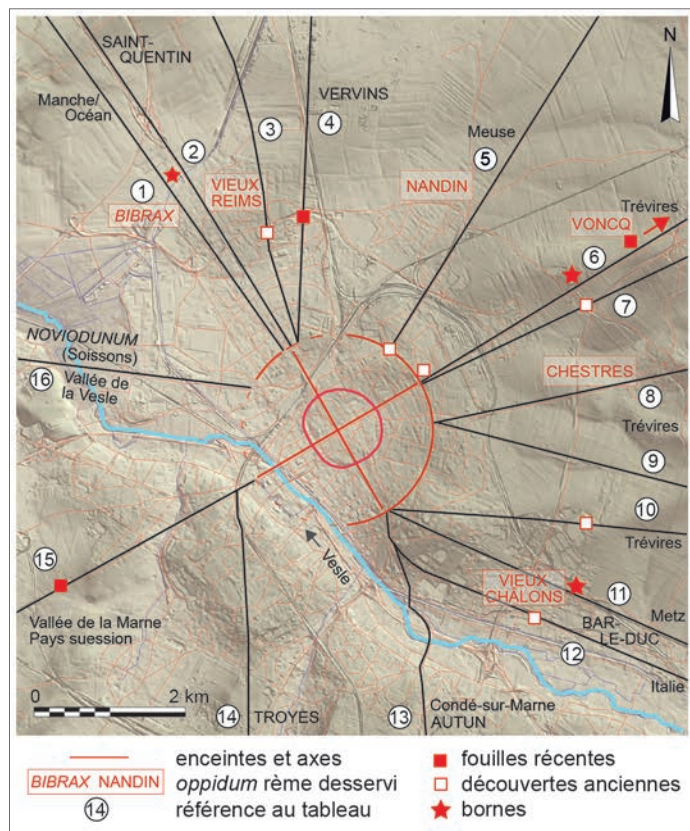 SAINT-
QUENTIN
N
Manche/
Océan
VERVINS
3
4
2
Meuse
5
1
BIBRAX
VIEUX
REIMS
NANDIN
Trévires
VONCQ
6
7
NOVIODUNUM
(Soissons)
16
Vallée de
la Vesle
CHESTRES
8
Trévires
9
10
Trévires
15
Vesle
VIEUX
CHÂLONS
11
Vallée de la Marne
Pays suession
Metz
BAR-
LE-DUC
12
Italie
0 2 km
14
TROYES
13
Condé-sur-Marne
AUTUN
enceintes et axes
BIBRAX NANDIN oppidum rème desservi
14 référence au tableau
fouilles récentes
découvertes anciennes
bornes